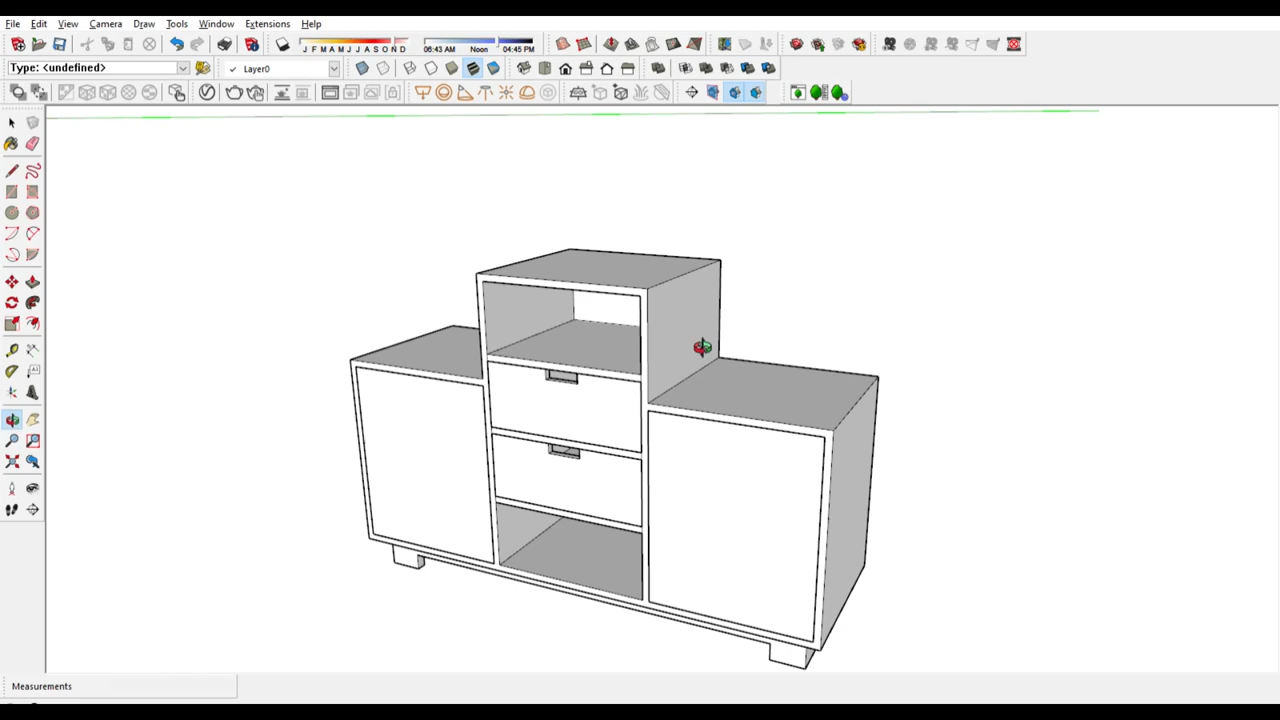 File Edit View Camera Draw Tools Window Extensions Help
J F M A M J J A S O N D 06:43 AM Noon 04:45 PM
Type: <undefined> ✓ Layer0
Measurements